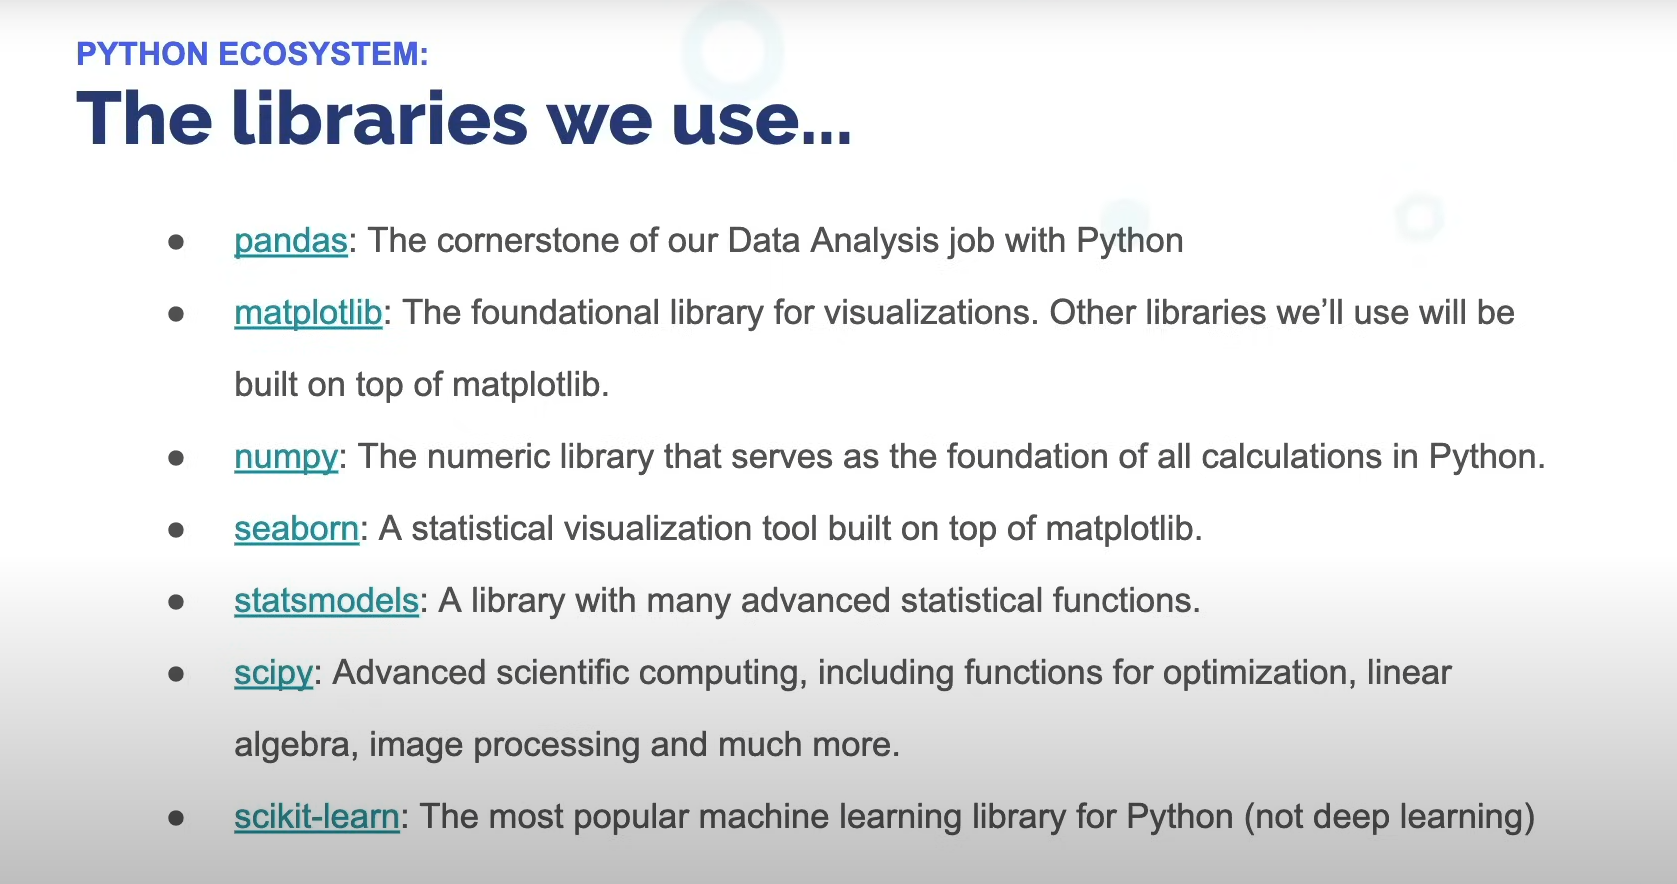 PYTHON ECOSYSTEM:
The libraries we use...
● pandas: The cornerstone of our Data Analysis job with Python
● matplotlib: The foundational library for visualizations. Other libraries we’ll use will be
built on top of matplotlib.
● numpy: The numeric library that serves as the foundation of all calculations in Python.
● seaborn: A statistical visualization tool built on top of matplotlib.
● statsmodels: A library with many advanced statistical functions.
● scipy: Advanced scientific computing, including functions for optimization, linear
algebra, image processing and much more.
● scikit-learn: The most popular machine learning library for Python (not deep learning)